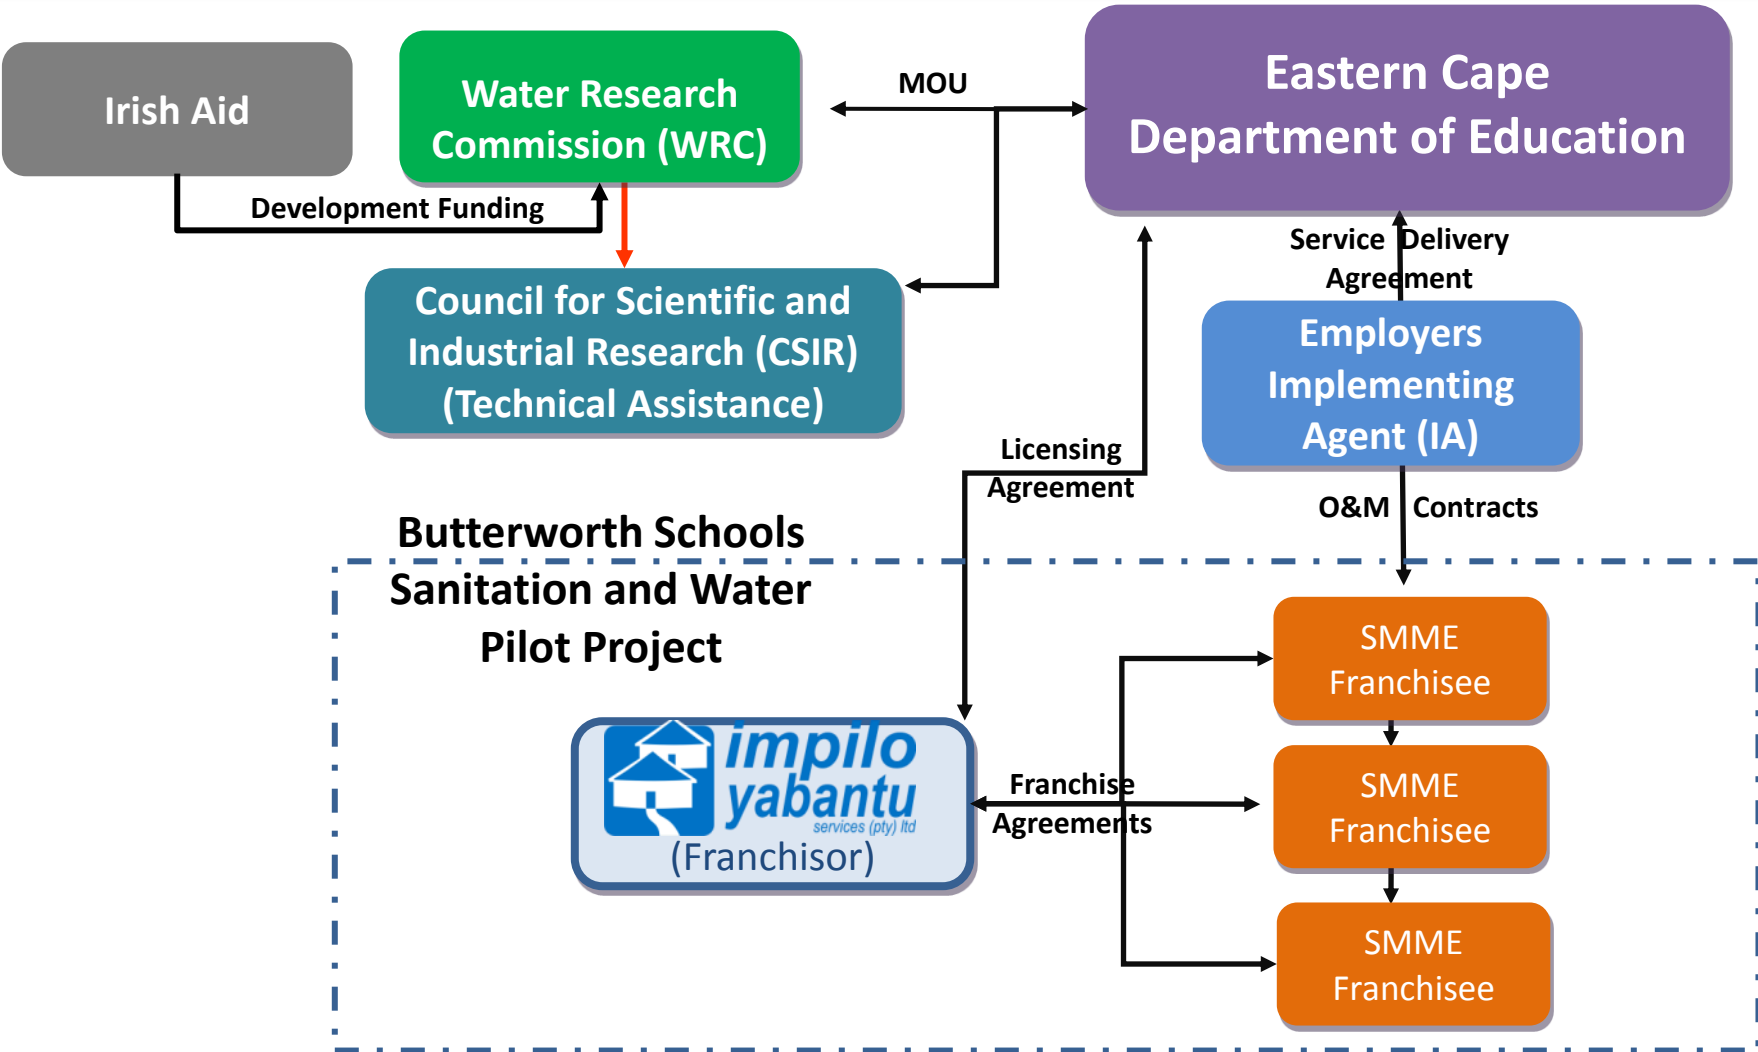 Irish Aid
Water Research
Commission (WRC)
MOU
Eastern Cape
Department of Education
Development Funding
Service Delivery
Agreement
Council for Scientific and
Industrial Research (CSIR)
(Technical Assistance)
Employers
Implementing
Agent (IA)
Licensing
Agreement
O&M Contracts
Butterworth Schools
Sanitation and Water
Pilot Project
SMME
Franchisee
impilo
yabantu
services (pty) ltd
(Franchisor)
Franchise
Agreements
SMME
Franchisee
SMME
Franchisee